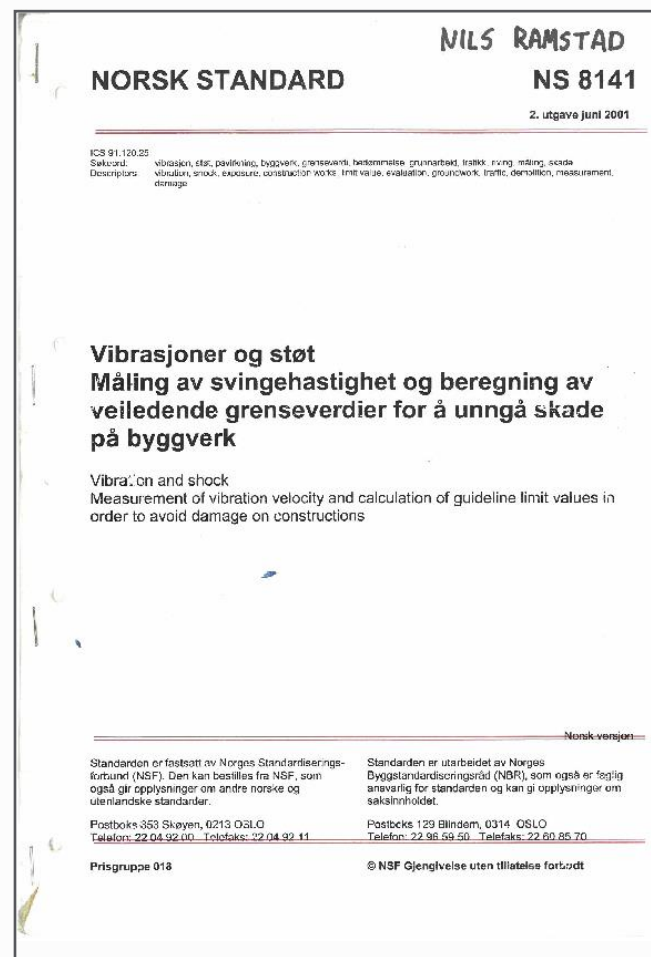 NILS RAMSTAD
NORSK STANDARD
NS 8141
2. utgave juni 2001
ICS 91.120.25
Søkeord: vibrasjon, støt, påvirkning, byggverk, grenseverdi, bedømmelse, grunnarbeid, trafikk, riving, måling, skade
Descriptors: vibration, shock, exposure, construction works, limit value, evaluation, groundwork, traffic, demolition, measurement,
damage
Vibrasjoner og støt
Måling av svingehastighet og beregning av
veiledende grenseverdier for å unngå skade
på byggverk
Vibration and shock
Measurement of vibration velocity and calculation of guideline limit values in
order to avoid damage on constructions
Norsk versjon
Standarden er fastsatt av Norges Standardiserings-
forbund (NSF). Den kan bestilles fra NSF, som
også gir opplysninger om andre norske og
utenlandske standarder.
Postboks 353 Skøyen, 0213 OSLO
Telefon: 22 04 92 00 Telefaks: 22 04 92 11
Standarden er utarbeidet av Norges
Byggstandardiseringsråd (NBR), som også er faglig
ansvarlig for standarden og kan gi opplysninger om
saksinnholdet.
Postboks 129 Blindern, 0314 OSLO
Telefon: 22 96 59 50 Telefaks: 22 60 85 70
Prisgruppe 018
© NSF Gjengivelse uten tillatelse forbudt